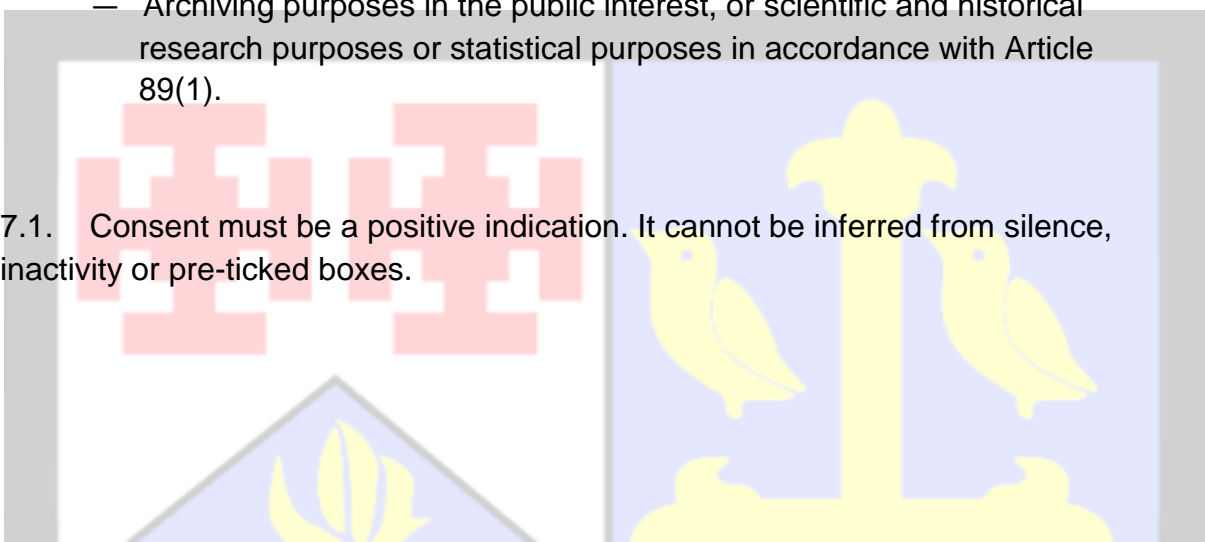 — Archiving purposes in the public interest, or scientific and historical
research purposes or statistical purposes in accordance with Article
89(1).
7.1. Consent must be a positive indication. It cannot be inferred from silence,
inactivity or pre-ticked boxes.